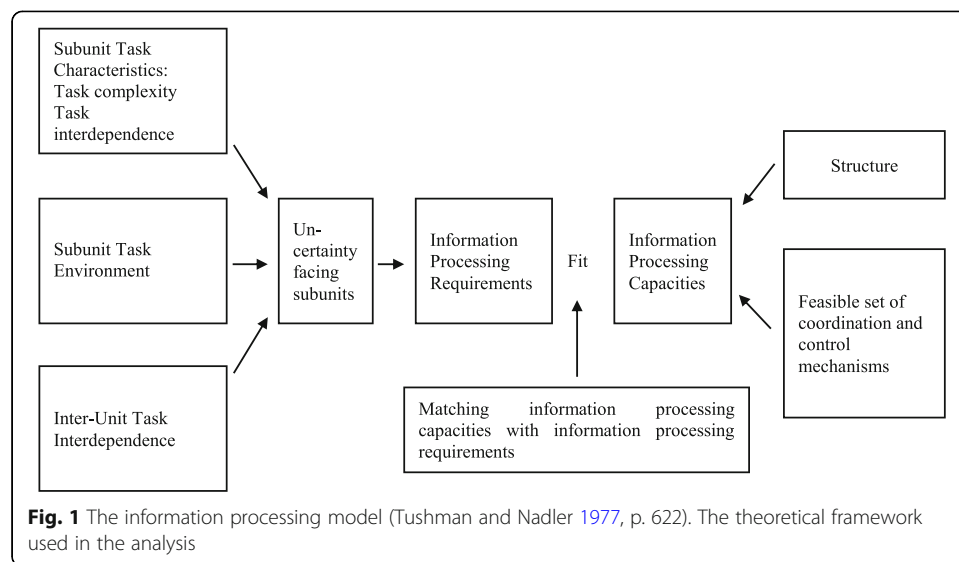 Subunit Task
Characteristics:
Task complexity
Task
interdependence
Subunit Task
Environment
Inter-Unit Task
Interdependence
Un-
certainty
facing
subunits
Information
Processing
Requirements
Fit
Matching information processing
capacities with information processing
requirements
Information
Processing
Capacities
Structure
Feasible set of
coordination and
control
mechanisms
Fig. 1 The information processing model (Tushman and Nadler 1977, p. 622). The theoretical framework
used in the analysis